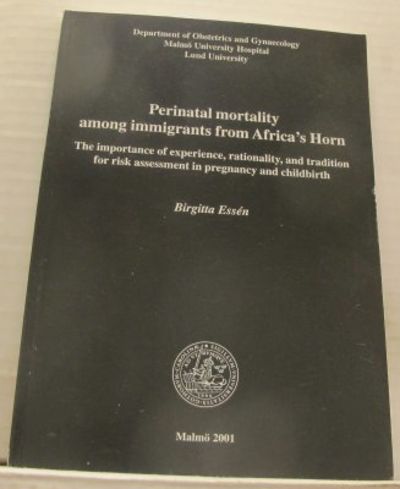 Department of Obstetrics and Gynaecology
Malmö University Hospital
Lund University
Perinatal mortality
among immigrants from Africa's Horn
The importance of experience, rationality, and tradition
for risk assessment in pregnancy and childbirth
Birgitta Essén
Malmö 2001